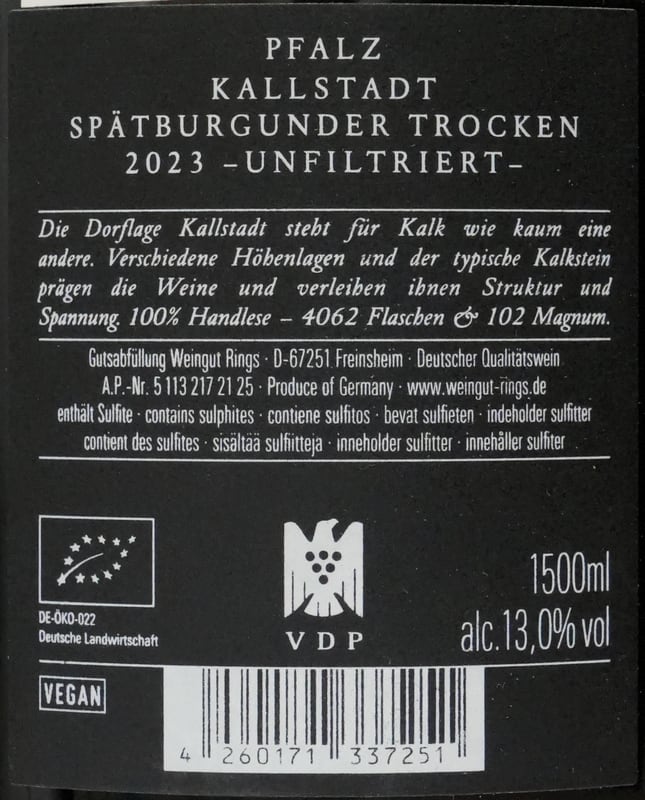 PFALZ
KALLSTADT
SPÄTBURGUNDER TROCKEN
2023 –UNFILTRIERT–
Die Dorflage Kallstadt steht für Kalk wie kaum eine
andere. Verschiedene Höhenlagen und der typische Kalkstein
prägen die Weine und verleihen ihnen Struktur und
Spannung. 100% Handlese – 4062 Flaschen & 102 Magnum.
Gutsabfüllung Weingut Rings · D-67251 Freinsheim · Deutscher Qualitätswein
A.P.-Nr. 5 113 217 21 25 · Produce of Germany · www.weingut-rings.de
enthält Sulfite · contains sulphites · contiene sulfitos · bevat sulfieten · indeholder sulfitter
contient des sulfites · sisältää sulfiitteja · inneholder sulfitter · innehåller sulfiter
DE-ÖKO-022
Deutsche Landwirtschaft
VDP
1500ml
alc.13,0% vol
VEGAN
4 260171 337251